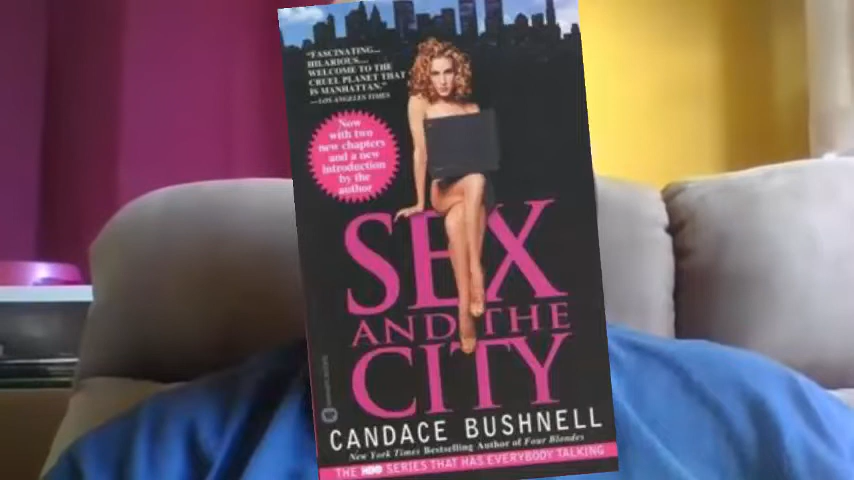 "FASCINATING...
HILARIOUS....
WELCOME TO THE
CRUEL PLANET THAT
IS MANHATTAN."
—LOS ANGELES TIMES
Now
with two
new chapters
and a new
introduction
by the
author
SEX
AND THE
CITY
CANDACE BUSHNELL
New York Times Bestselling Author of Four Blondes
THE HBO SERIES THAT HAS EVERYBODY TALKING